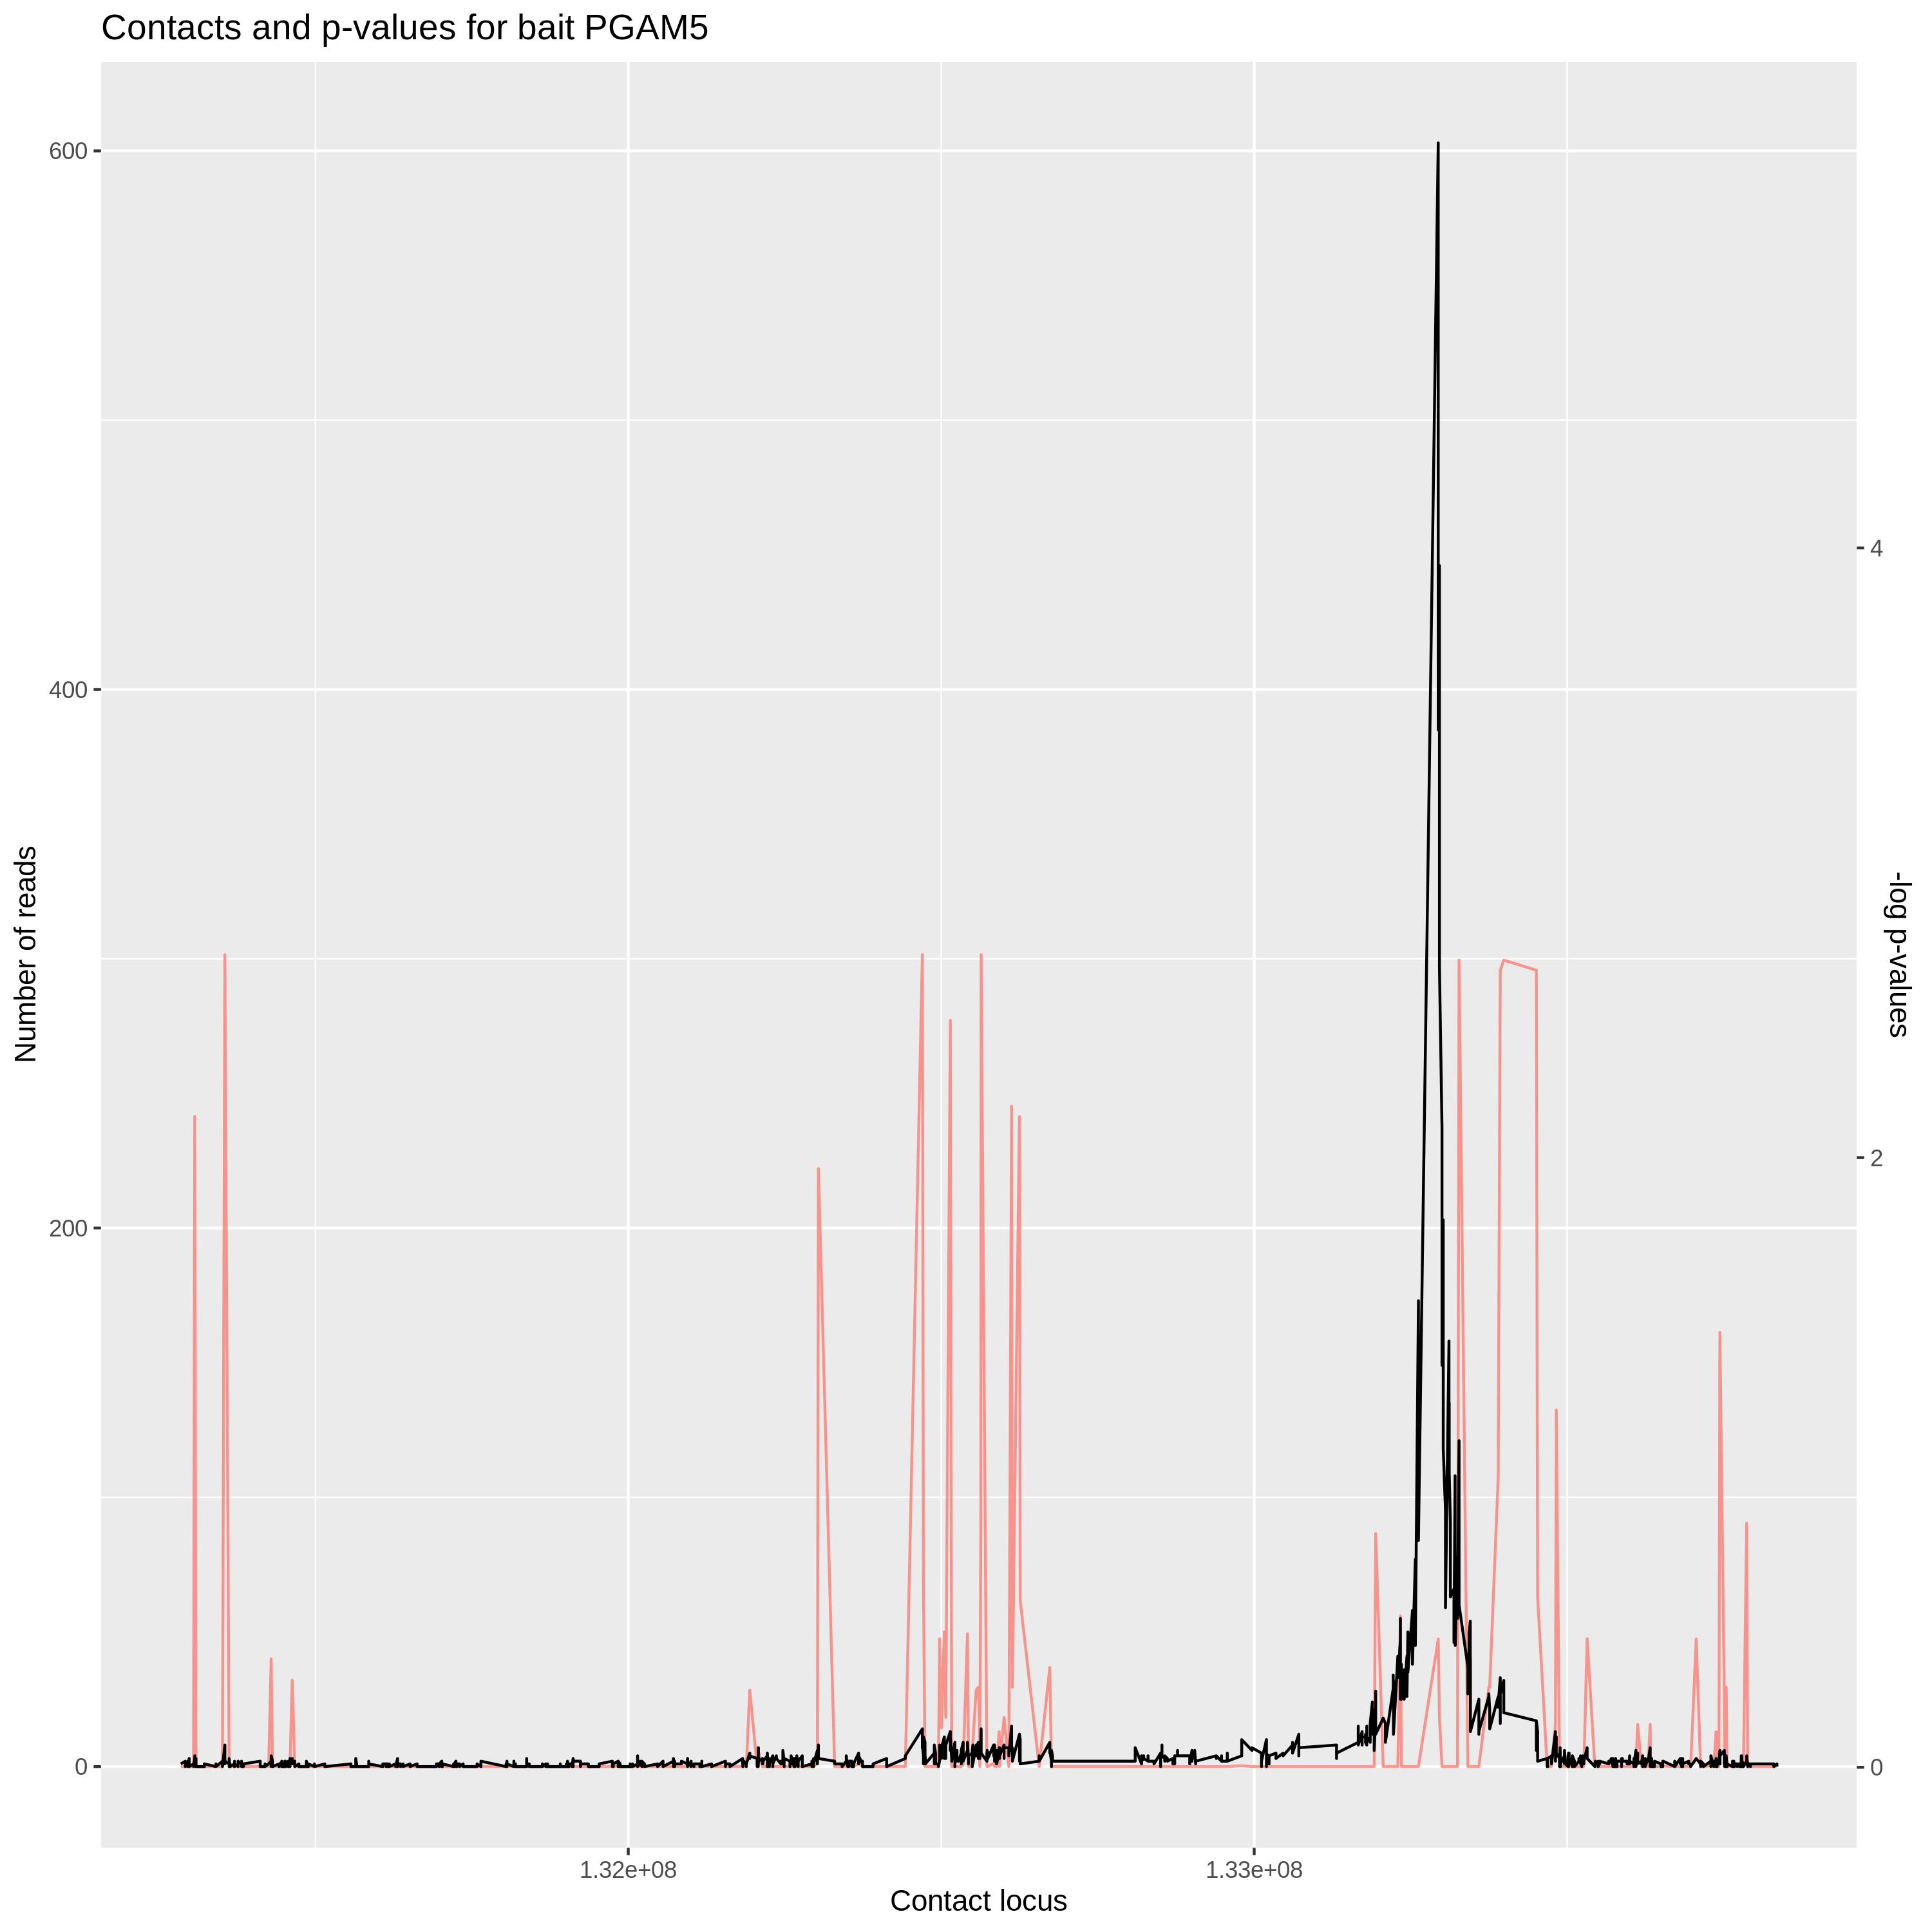 Contacts and p-values for bait PGAM5
600
400
200
0
Number of reads
4
2
0
-log p-values
1.32e+08
1.33e+08
Contact locus